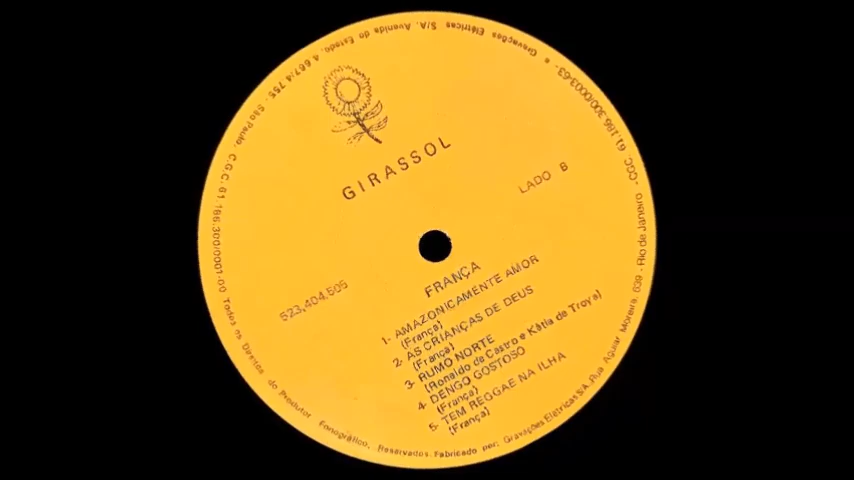 GIRASSOL
LADO B
523.404.506
FRANÇA
1- AMAZONICAMENTE AMOR
(França)
2- AS CRIANÇAS DE DEUS
(França)
3- RUMO NORTE
(Ronaldo de Castro e Kátia de Troya)
4- DENGO GOSTOSO
(França)
5- TEM REGGAE NA ILHA
(França)
Todos os Direitos do Produtor Fonográfico, Reservados. Fabricado por: Gravações Elétricas S/A, Rua Aguiar Moreira, 639 - Rio de Janeiro - CGC. 61.186.300/0003-63 - e Gravações Elétricas S/A. Avenida do Estado, 4.667/4.755 - São Paulo. C.G.C. 61.186.300/0001-00